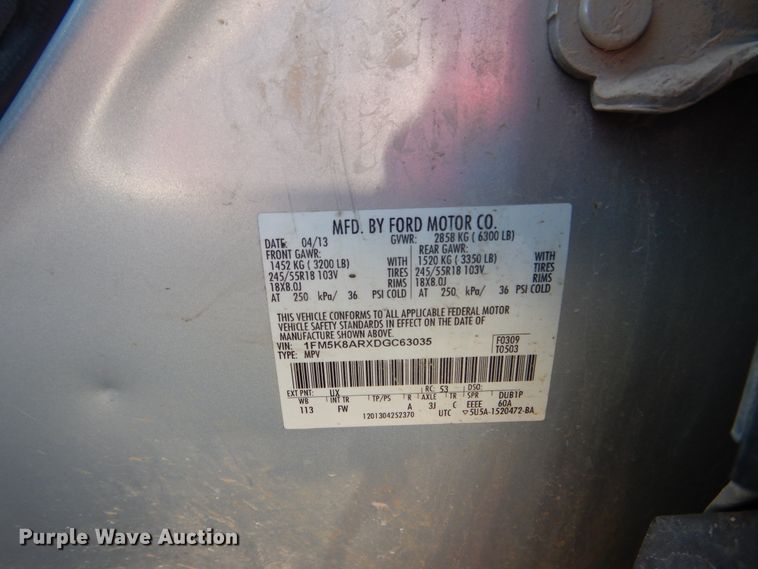 MFD. BY FORD MOTOR CO.
DATE: 04/13 GVWR: 2858 KG ( 6300 LB)
FRONT GAWR: REAR GAWR:
1452 KG ( 3200 LB) WITH 1520 KG ( 3350 LB) WITH
245/55R18 103V TIRES 245/55R18 103V TIRES
18X8.0J RIMS 18X8.0J RIMS
AT 250 kPa/ 36 PSI COLD AT 250 kPa/ 36 PSI COLD
THIS VEHICLE CONFORMS TO ALL APPLICABLE FEDERAL MOTOR
VEHICLE SAFETY STANDARDS IN EFFECT ON THE DATE OF
MANUFACTURE SHOWN ABOVE.
VIN: 1FM5K8ARXDGC63035 F0309
TYPE: MPV T0503
EXT PNT: UX RC: 53 DSO:
WB INT TR TP/PS R AXLE TR SPR DUB1P
113 FW A 3J C EEEE 60A
1201304252370 UTC ▽5U5A-1520472-BA
Purple Wave Auction